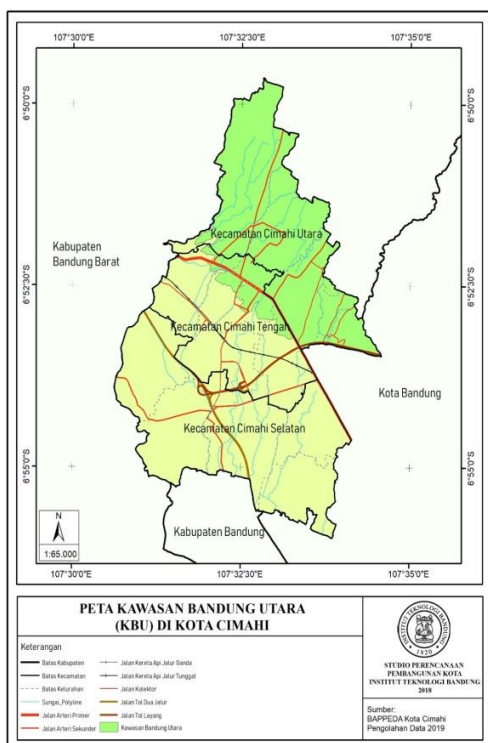 107°30'0"E
107°32'30"E
107°35'0"E
6°50'0"S
6°50'0"S
Kecamatan Cimahi Utara
Kabupaten
Bandung Barat
6°52'30"S
6°52'30"S
Kecamatan Cimahi Tengah
Kota Bandung
Kecamatan Cimahi Selatan
6°55'0"S
6°55'0"S
Kabupaten Bandung
N
1:65.000
107°30'0"E
107°32'30"E
107°35'0"E
PETA KAWASAN BANDUNG UTARA
(KBU) DI KOTA CIMAHI
Keterangan
Batas Kabupaten
Batas Kecamatan
Batas Kelurahan
Sungai_Polyline
Jalan Arteri Primer
Jalan Arteri Sekunder
Jalan Kereta Api Jalur Ganda
Jalan Kereta Api Jalur Tunggal
Jalan Kolektor
Jalan Tol Dua Jalur
Jalan Tol Layang
Kawasan Bandung Utara
INSTITUT TEKNOLOGI BANDUNG
1920
STUDIO PERENCANAAN
PEMBANGUNAN KOTA
INSTITUT TEKNOLOGI BANDUNG
2018
Sumber:
BAPPEDA Kota Cimahi
Pengolahan Data 2019